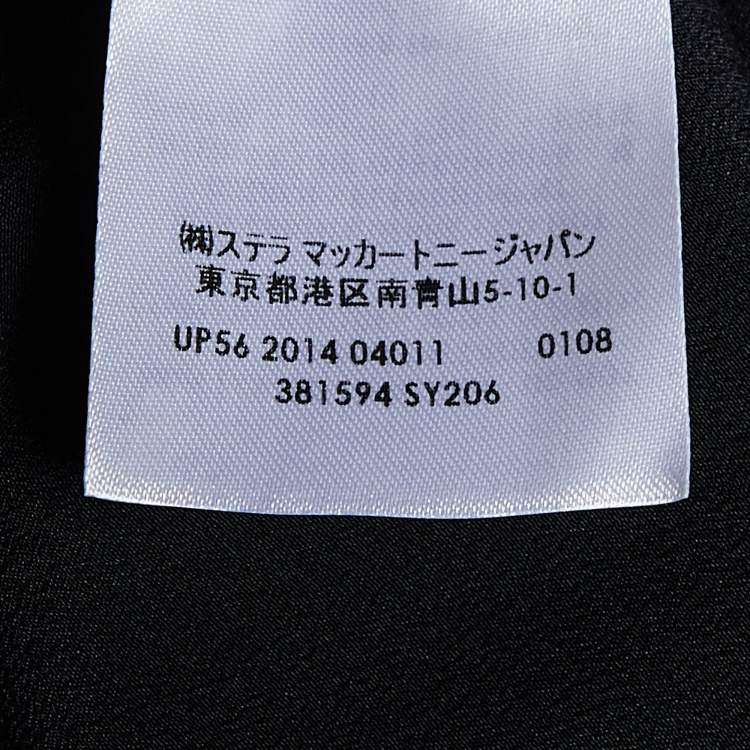 ㈱ステラ マッカートニージャパン
東京都港区南青山5-10-1
UP56 2014 04011 0108
381594 SY206